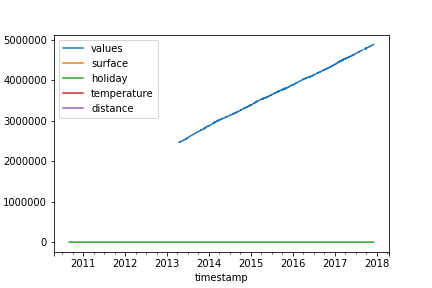 5000000
4000000
3000000
2000000
1000000
0
values
surface
holiday
temperature
distance
2011 2012 2013 2014 2015 2016 2017 2018
timestamp